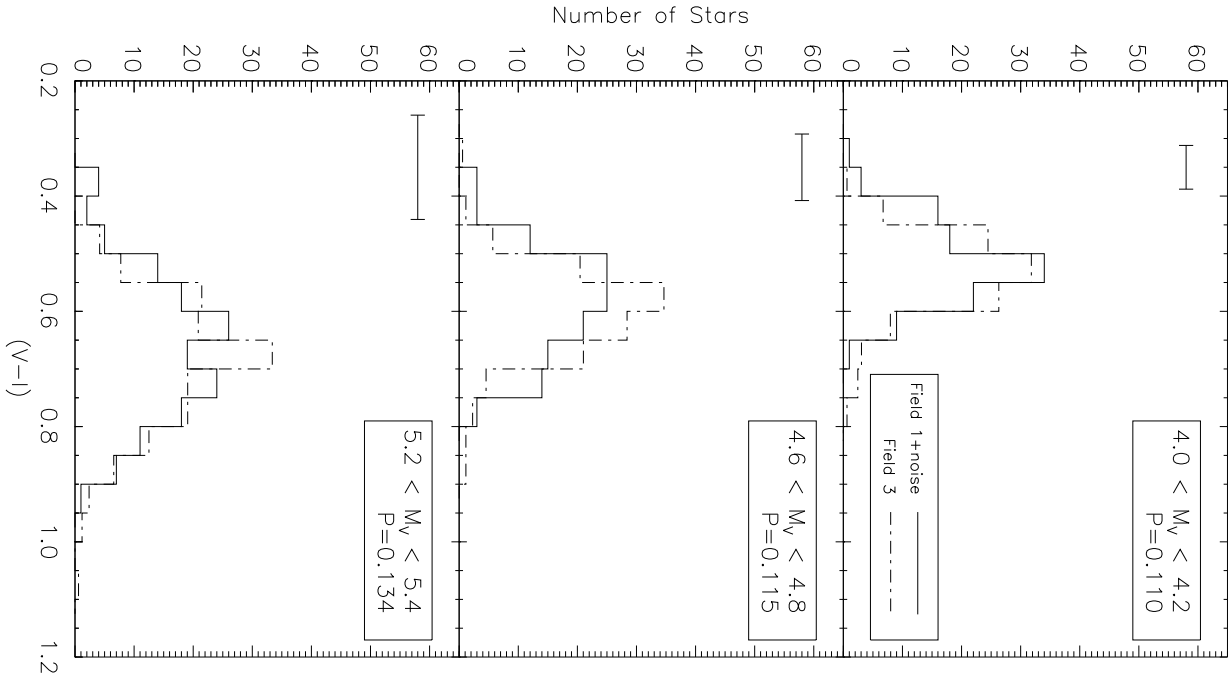 60
50
40
30
20
10
0
4.0 < M_v < 4.2
P=0.110
Field 1+noise
Field 3
60
50
40
30
20
10
0
4.6 < M_v < 4.8
P=0.115
Number of Stars
60
50
40
30
20
10
0
5.2 < M_v < 5.4
P=0.134
0.2 0.4 0.6 0.8 1.0 1.2
(V-I)